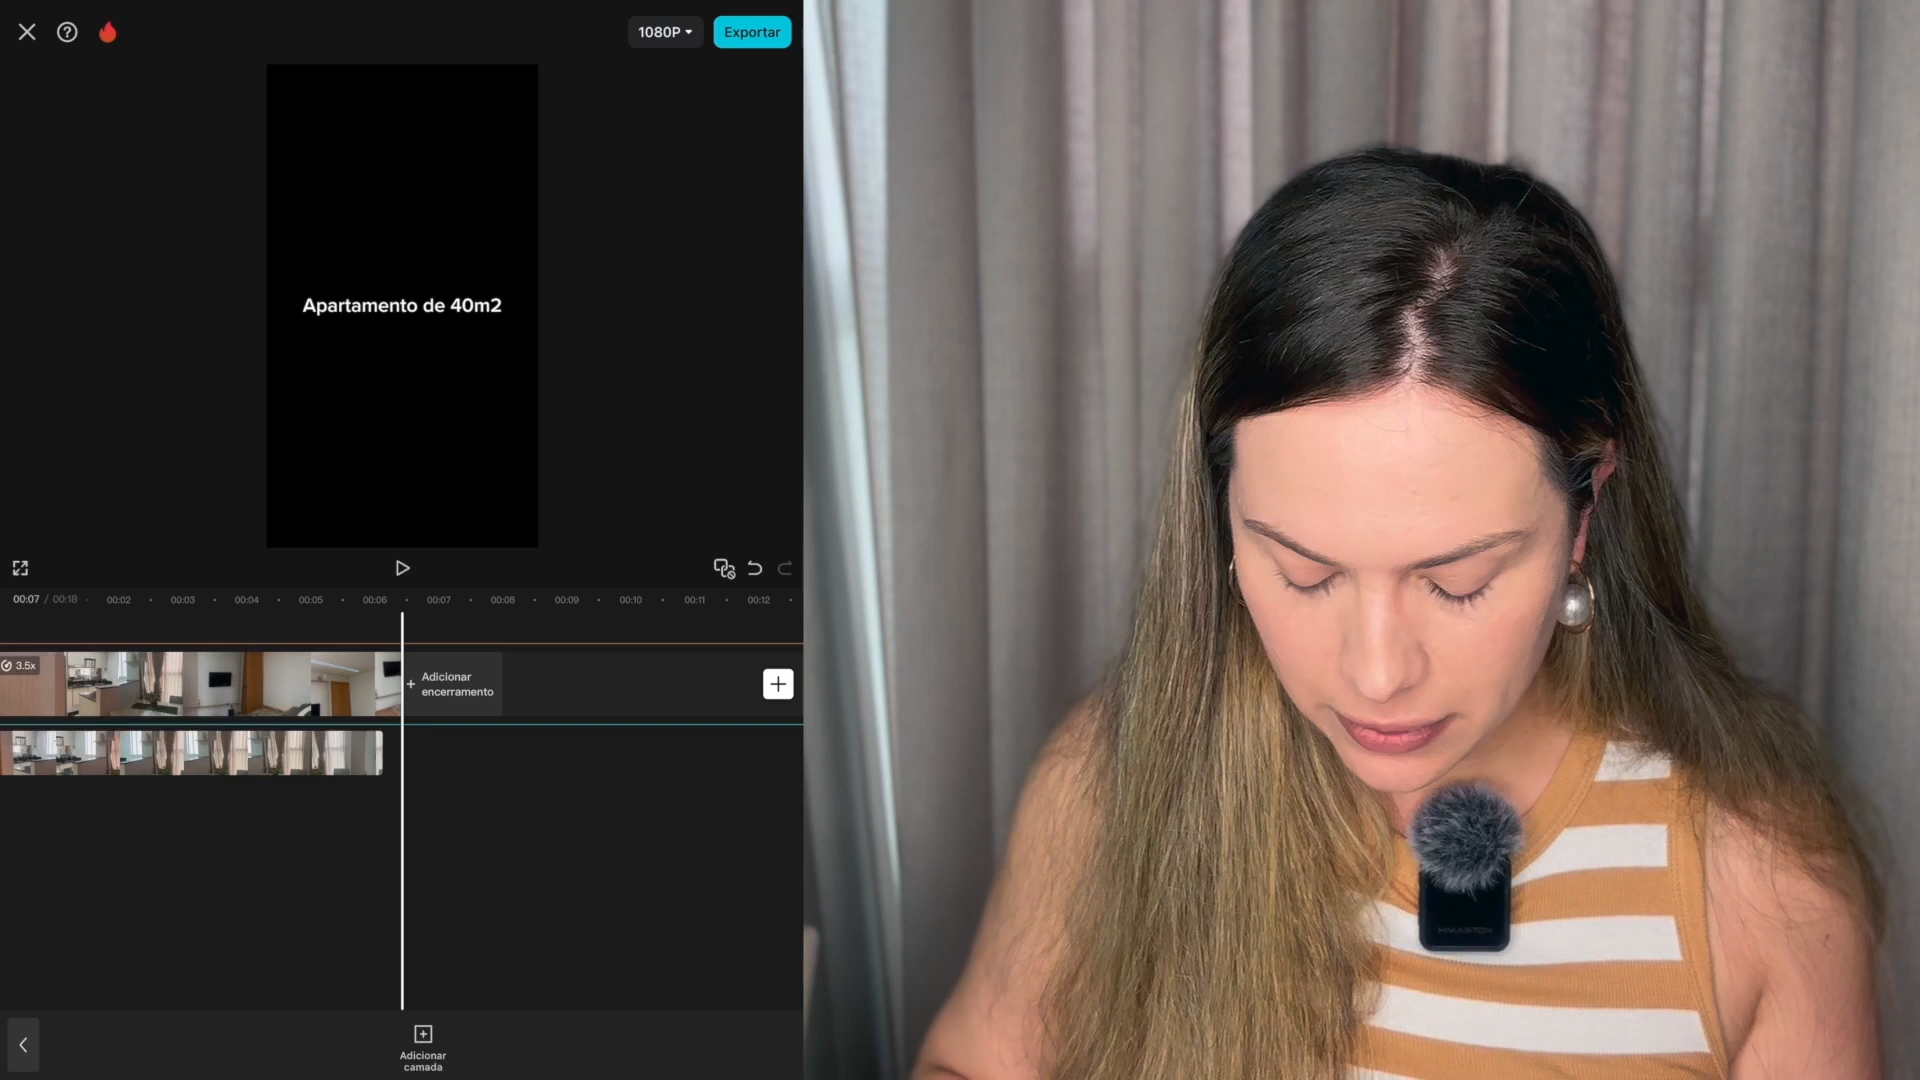 1080P
Exportar
Apartamento de 40m2
00:07 / 00:18
00:02
00:03
00:04
00:05
00:06
00:07
00:08
00:09
00:10
00:11
00:12
3.5x
Adicionar
encerramento
Adicionar
camada